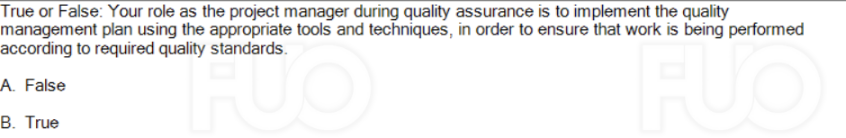 True or False: Your role as the project manager during quality assurance is to implement the quality
management plan using the appropriate tools and techniques, in order to ensure that work is being performed
according to required quality standards.
A. False
B. True
FUO FUO